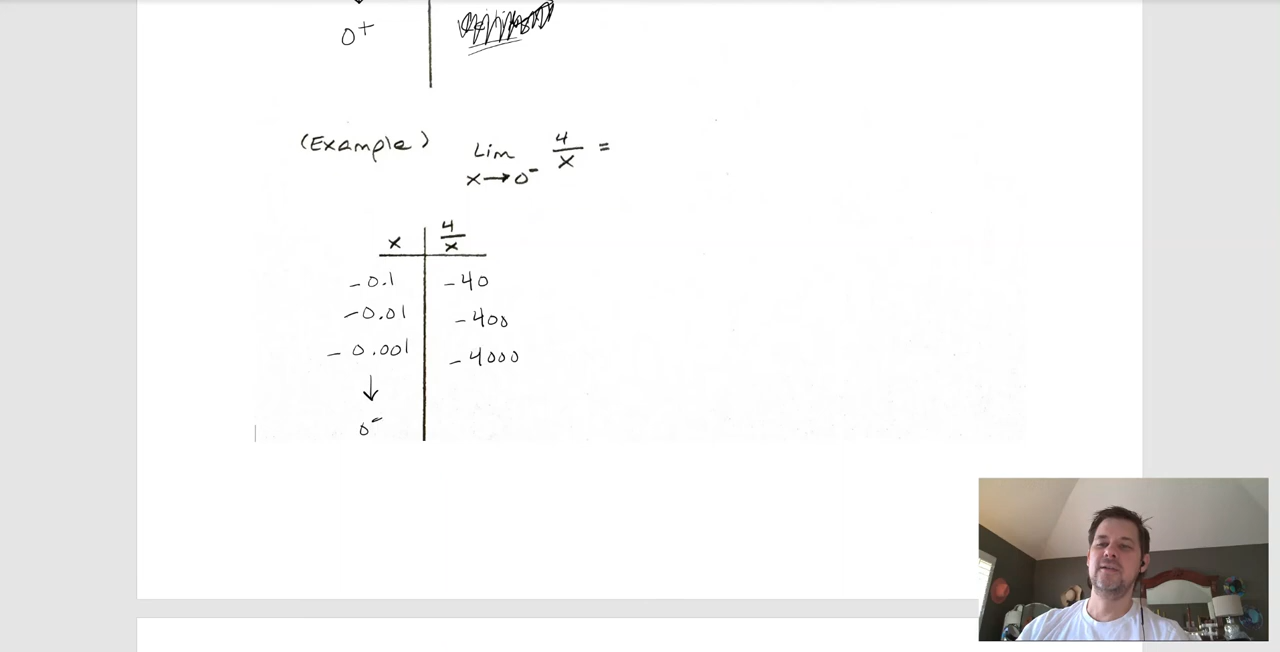 0+
(Example) Lim 4/x =
x→0⁻
x 4/x
-0.1 -40
-0.01 -400
-0.001 -4000
↓
0⁻